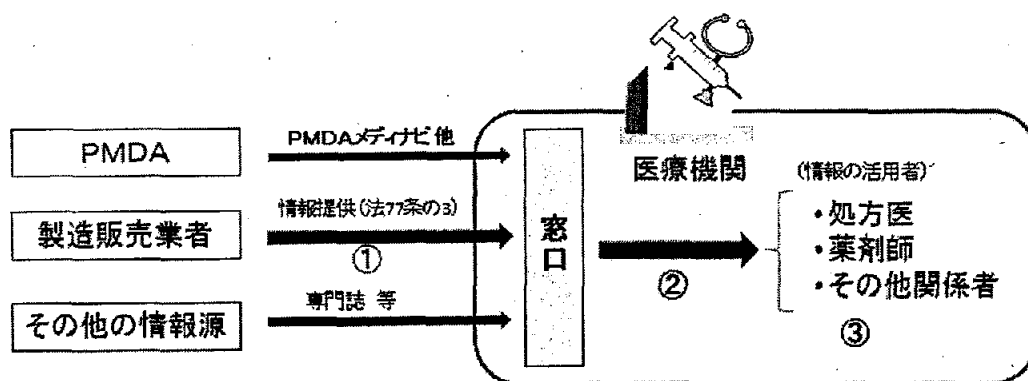 PMDA
PMDAメディナビ他
製造販売業者
情報提供(法77条の3)
①
その他の情報源
専門誌 等
窓口
医療機関
②
(情報の活用者)
・処方医
・薬剤師
・その他関係者
③